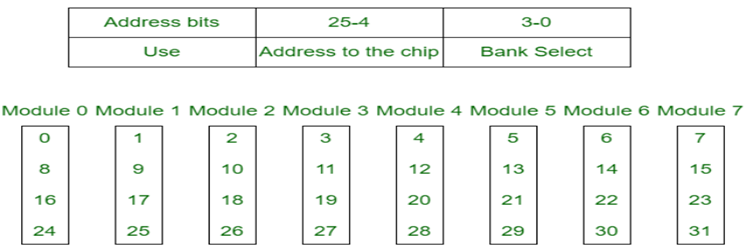 Address bits 25-4 3-0
Use Address to the chip Bank Select
Module 0 Module 1 Module 2 Module 3 Module 4 Module 5 Module 6 Module 7
0 1 2 3 4 5 6 7
8 9 10 11 12 13 14 15
16 17 18 19 20 21 22 23
24 25 26 27 28 29 30 31